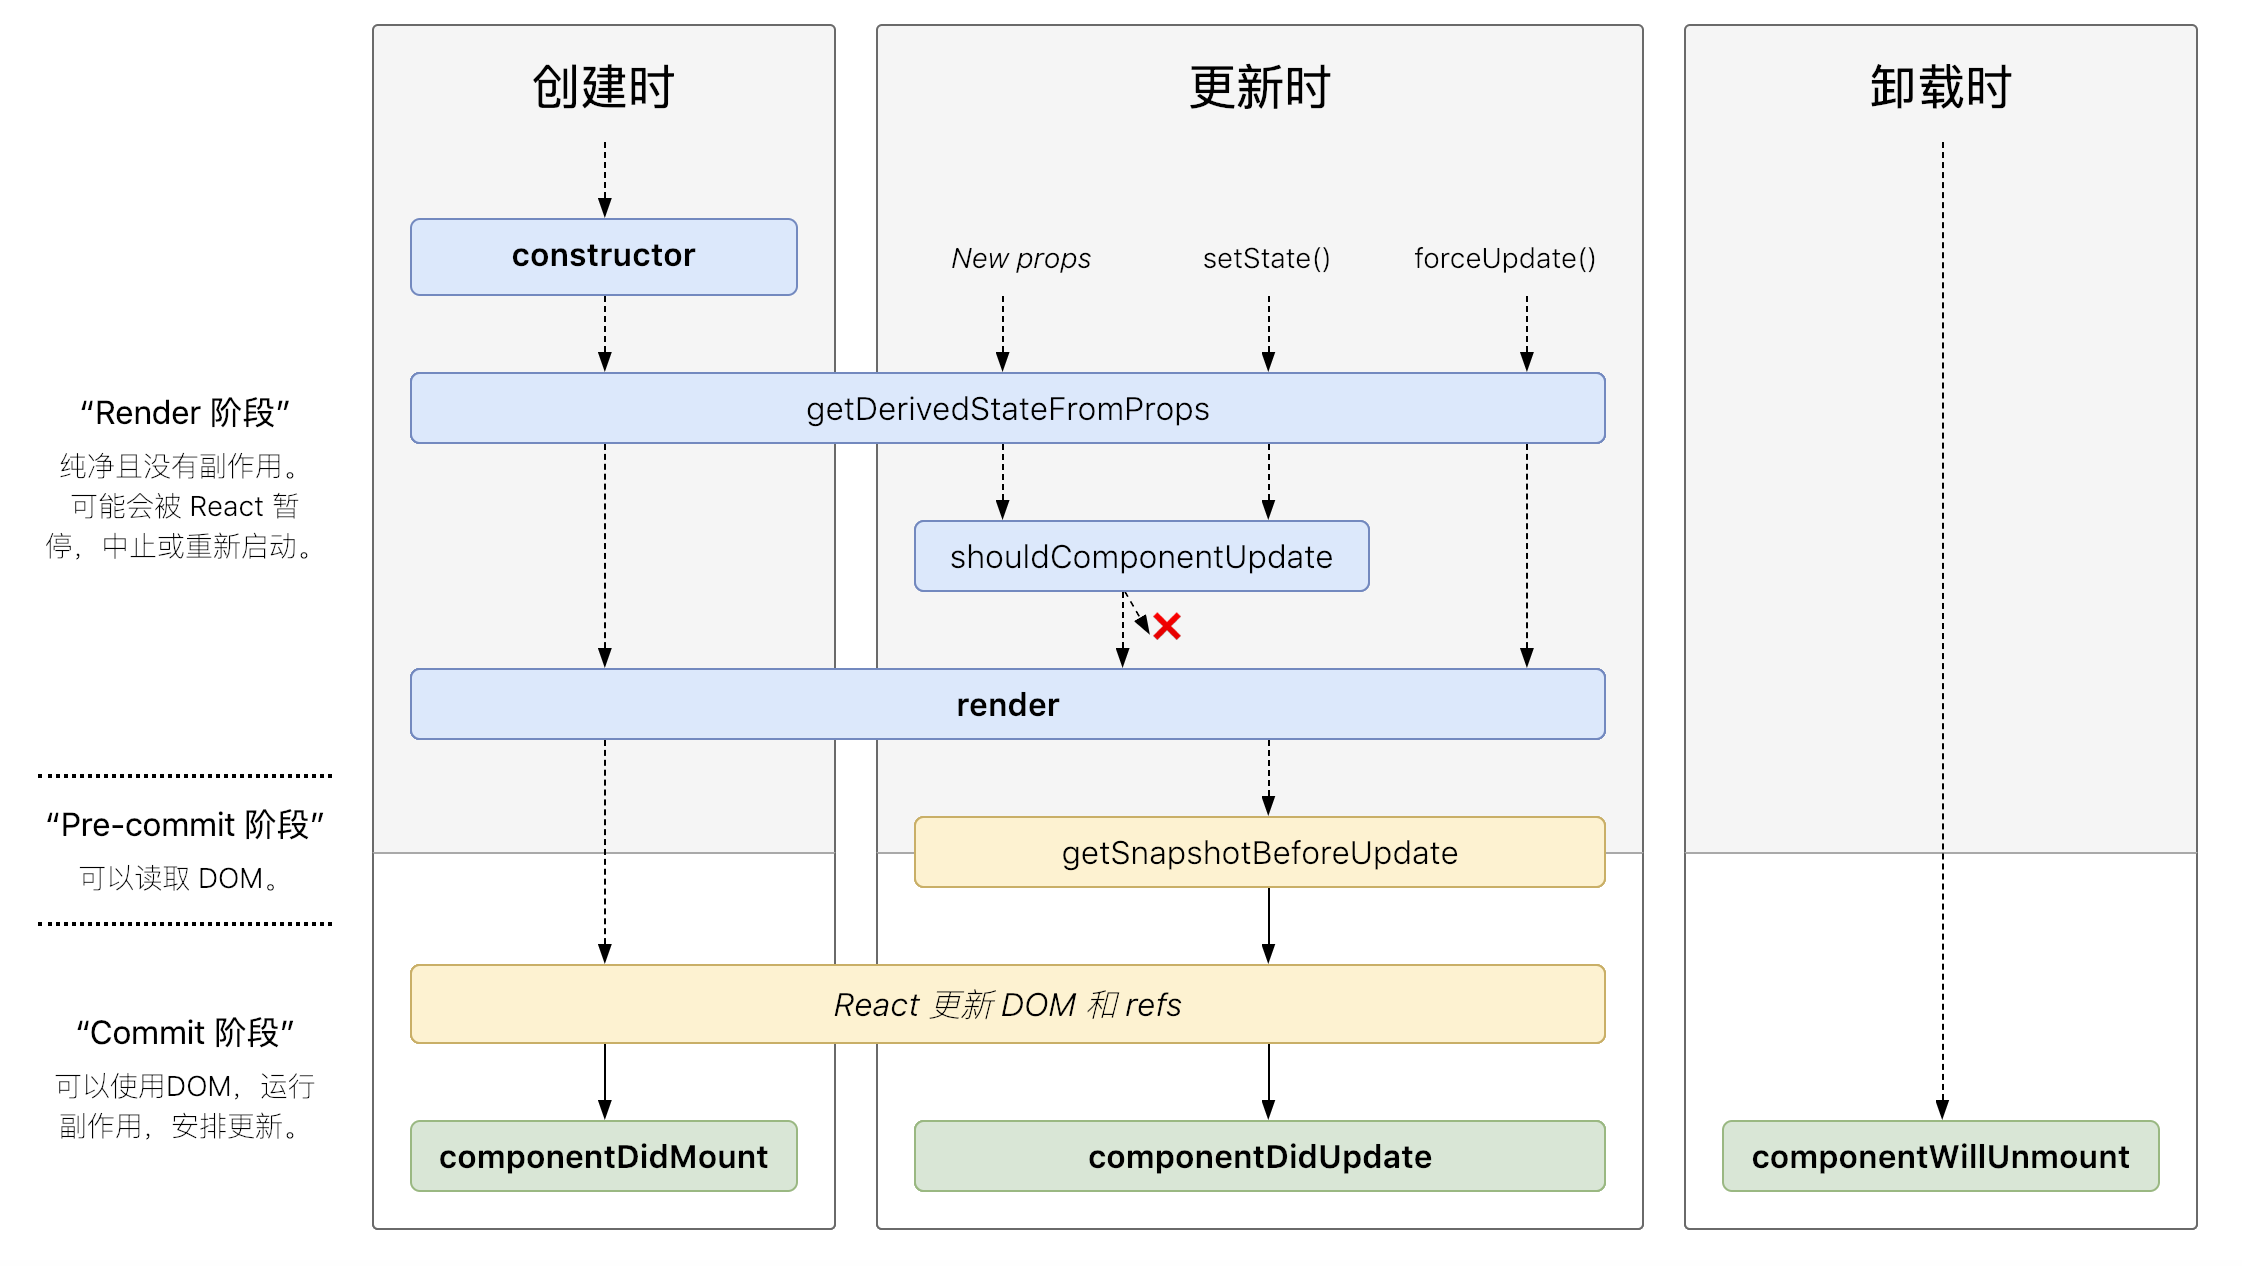 创建时
更新时
卸载时
constructor
New props
setState()
forceUpdate()
getDerivedStateFromProps
“Render 阶段”
纯净且没有副作用。
可能会被 React 暂
停，中止或重新启动。
shouldComponentUpdate
render
“Pre-commit 阶段”
可以读取 DOM。
getSnapshotBeforeUpdate
React 更新 DOM 和 refs
“Commit 阶段”
可以使用DOM，运行
副作用，安排更新。
componentDidMount
componentDidUpdate
componentWillUnmount